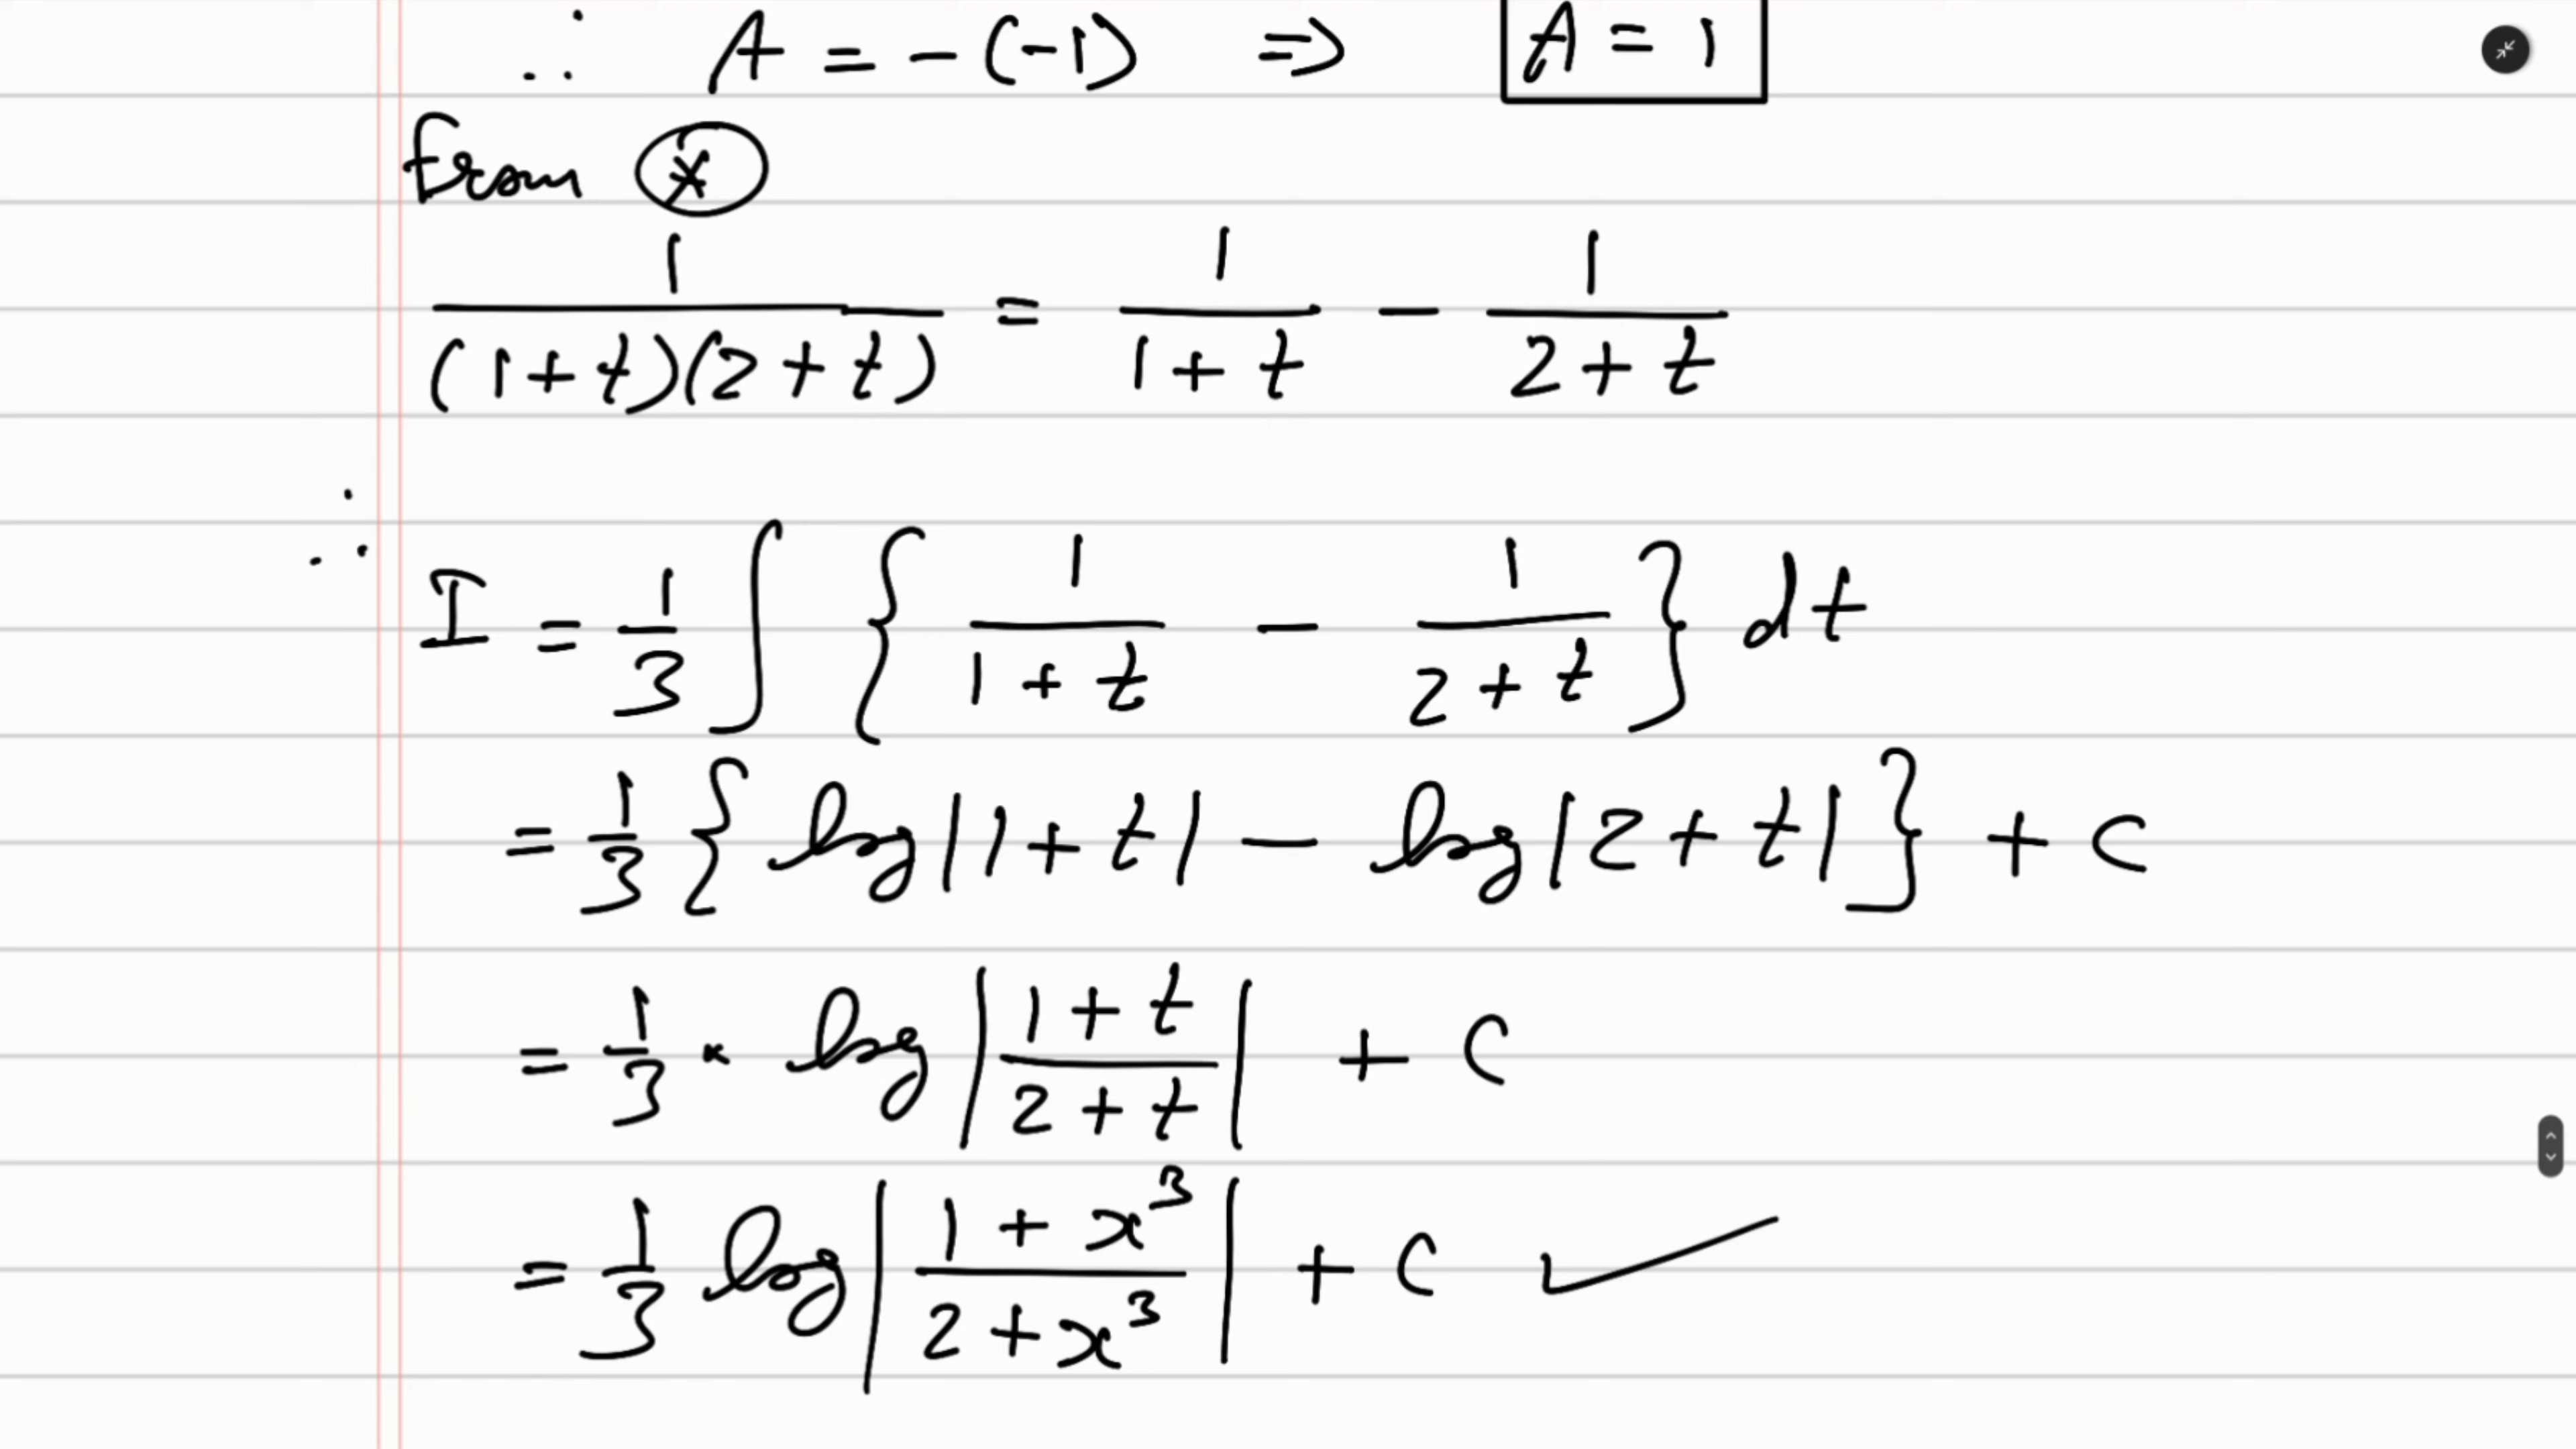 ∴ A = -(-1) ⇒ A = 1
From (*)
1/((1+t)(2+t)) = 1/(1+t) - 1/(2+t)
∴ I = 1/3 ∫ { 1/(1+t) - 1/(2+t) } dt
= 1/3 { log|1+t| - log|2+t| } + C
= 1/3 × log| (1+t)/(2+t) | + C
= 1/3 log| (1+x³)/(2+x³) | + C ✓